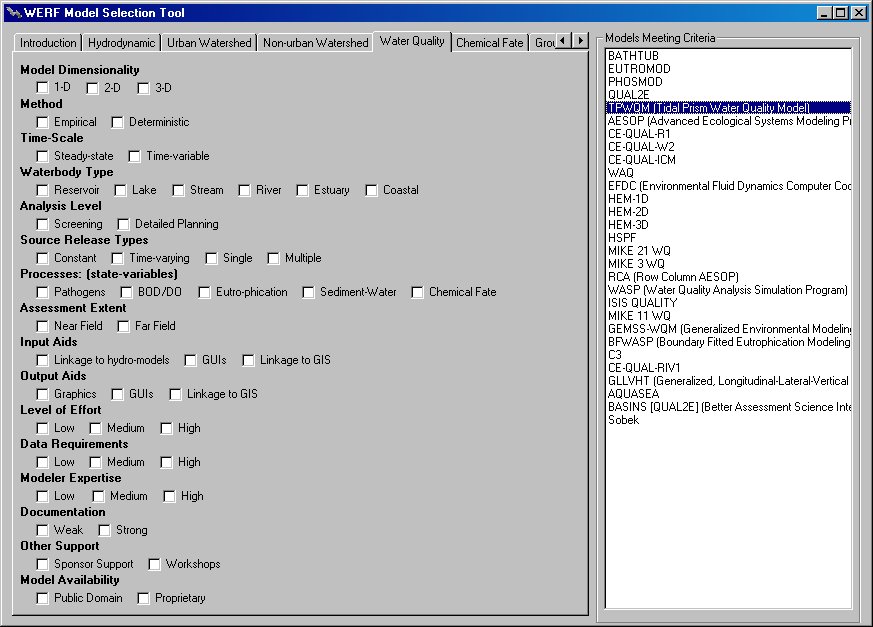 WERF Model Selection Tool
Introduction Hydrodynamic Urban Watershed Non-urban Watershed Water Quality Chemical Fate Grou
Model Dimensionality
1-D 2-D 3-D
Method
Empirical Deterministic
Time-Scale
Steady-state Time-variable
Waterbody Type
Reservoir Lake Stream River Estuary Coastal
Analysis Level
Screening Detailed Planning
Source Release Types
Constant Time-varying Single Multiple
Processes: (state-variables)
Pathogens BOD/DO Eutro-phication Sediment-Water Chemical Fate
Assessment Extent
Near Field Far Field
Input Aids
Linkage to hydro-models GUIs Linkage to GIS
Output Aids
Graphics GUIs Linkage to GIS
Level of Effort
Low Medium High
Data Requirements
Low Medium High
Modeler Expertise
Low Medium High
Documentation
Weak Strong
Other Support
Sponsor Support Workshops
Model Availability
Public Domain Proprietary
Models Meeting Criteria
BATHTUB
EUTROMOD
PHOSMOD
QUAL2E
TPWQM (Tidal Prism Water Quality Model)
AESOP (Advanced Ecological Systems Modeling Pr
CE-QUAL-R1
CE-QUAL-W2
CE-QUAL-ICM
WAQ
EFDC (Environmental Fluid Dynamics Computer Coc
HEM-1D
HEM-2D
HEM-3D
HSPF
MIKE 21 WQ
MIKE 3 WQ
RCA (Row Column AESOP)
WASP (Water Quality Analysis Simulation Program)
ISIS QUALITY
MIKE 11 WQ
GEMSS-WQM (Generalized Environmental Modeling
BFWASP (Boundary Fitted Eutrophication Modeling
C3
CE-QUAL-RIV1
GLLVHT (Generalized, Longitudinal-Lateral-Vertical
AQUASEA
BASINS [QUAL2E] (Better Assessment Science Inte
Sobek